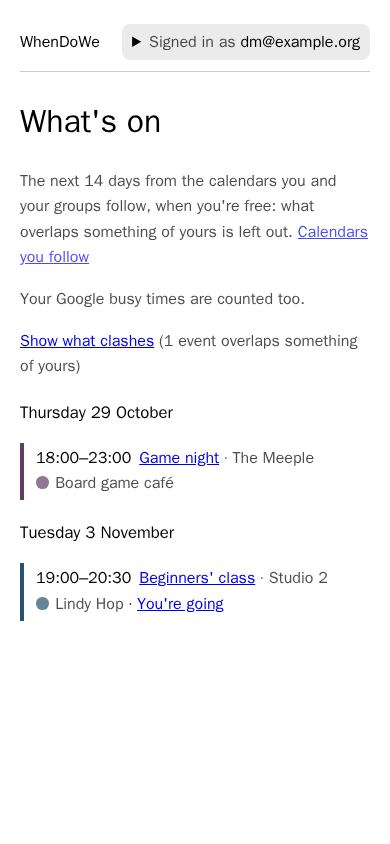 WhenDoWe
▶ Signed in as dm@example.org
What's on
The next 14 days from the calendars you and
your groups follow, when you're free: what
overlaps something of yours is left out. Calendars
you follow
Your Google busy times are counted too.
Show what clashes (1 event overlaps something
of yours)
Thursday 29 October
18:00–23:00 Game night · The Meeple
Board game café
Tuesday 3 November
19:00–20:30 Beginners' class · Studio 2
Lindy Hop · You're going